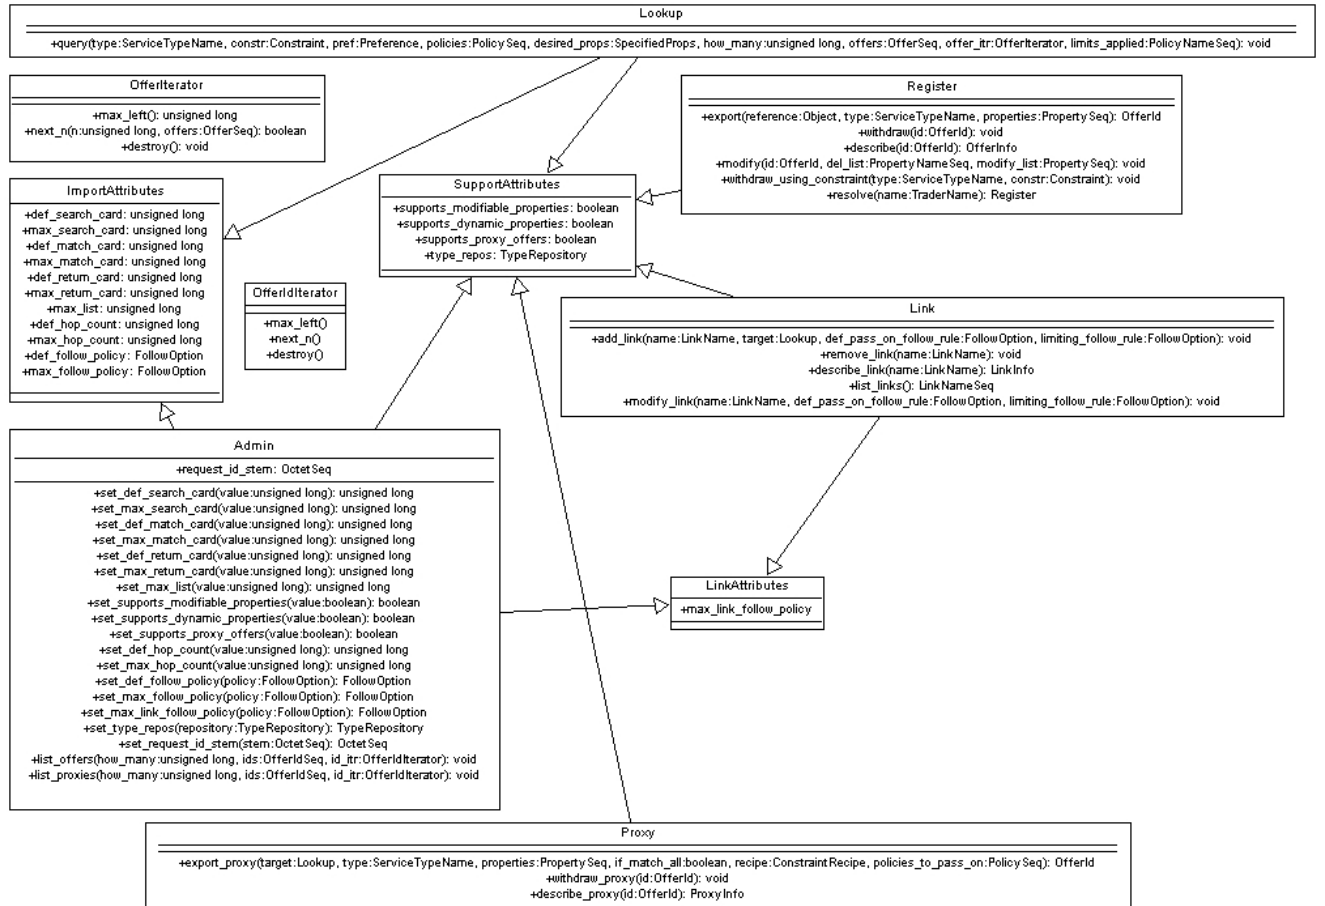 Lookup
+query(type:ServiceTypeName, constr:Constraint, pref:Preference, policies:PolicySeq, desired_props:SpecifiedProps, how_many:unsigned long, offers:OfferSeq, offer_itr:OfferIterator, limits_applied:PolicyNameSeq): void
OfferIterator
+max_left(): unsigned long
+next_n(n:unsigned long, offers:OfferSeq): boolean
+destroy(): void
Register
+export(reference:Object, type:ServiceTypeName, properties:PropertySeq): OfferId
+withdraw(id:OfferId): void
+describe(id:OfferId): OfferInfo
+modify(id:OfferId, del_list:PropertyNameSeq, modify_list:PropertySeq): void
+withdraw_using_constraint(type:ServiceTypeName, constr:Constraint): void
+resolve(name:TraderName): Register
ImportAttributes
+def_search_card: unsigned long
+max_search_card: unsigned long
+def_match_card: unsigned long
+max_match_card: unsigned long
+def_return_card: unsigned long
+max_return_card: unsigned long
+max_list: unsigned long
+def_hop_count: unsigned long
+max_hop_count: unsigned long
+def_follow_policy: FollowOption
+max_follow_policy: FollowOption
SupportAttributes
+supports_modifiable_properties: boolean
+supports_dynamic_properties: boolean
+supports_proxy_offers: boolean
+type_repos: TypeRepository
OfferIdIterator
+max_left()
+next_n()
+destroy()
Link
+add_link(name:LinkName, target:Lookup, def_pass_on_follow_rule:FollowOption, limiting_follow_rule:FollowOption): void
+remove_link(name:LinkName): void
+describe_link(name:LinkName): LinkInfo
+list_links(): LinkNameSeq
+modify_link(name:LinkName, def_pass_on_follow_rule:FollowOption, limiting_follow_rule:FollowOption): void
Admin
+request_id_stem: OctetSeq
+set_def_search_card(value:unsigned long): unsigned long
+set_max_search_card(value:unsigned long): unsigned long
+set_def_match_card(value:unsigned long): unsigned long
+set_max_match_card(value:unsigned long): unsigned long
+set_def_return_card(value:unsigned long): unsigned long
+set_max_return_card(value:unsigned long): unsigned long
+set_max_list(value:unsigned long): unsigned long
+set_supports_modifiable_properties(value:boolean): boolean
+set_supports_dynamic_properties(value:boolean): boolean
+set_supports_proxy_offers(value:boolean): boolean
+set_def_hop_count(value:unsigned long): unsigned long
+set_max_hop_count(value:unsigned long): unsigned long
+set_def_follow_policy(policy:FollowOption): FollowOption
+set_max_follow_policy(policy:FollowOption): FollowOption
+set_max_link_follow_policy(policy:FollowOption): FollowOption
+set_type_repos(repository:TypeRepository): TypeRepository
+set_request_id_stem(stem:OctetSeq): OctetSeq
+list_offers(how_many:unsigned long, ids:OfferIdSeq, id_itr:OfferIdIterator): void
+list_proxies(how_many:unsigned long, ids:OfferIdSeq, id_itr:OfferIdIterator): void
LinkAttributes
+max_link_follow_policy
Proxy
+export_proxy(target:Lookup, type:ServiceTypeName, properties:PropertySeq, if_match_all:boolean, recipe:ConstraintRecipe, policies_to_pass_on:PolicySeq): OfferId
+withdraw_proxy(id:OfferId): void
+describe_proxy(id:OfferId): ProxyInfo